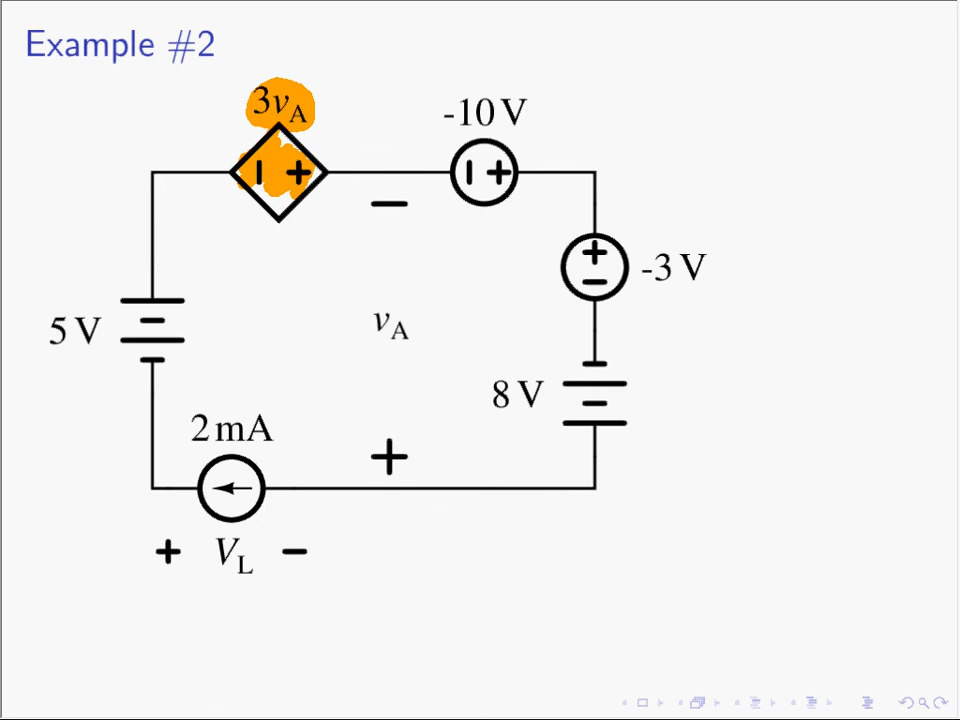 Example #2
3vA
-10 V
− +
− +
−
+
−
-3 V
5 V
vA
8 V
2 mA
+
+ VL −